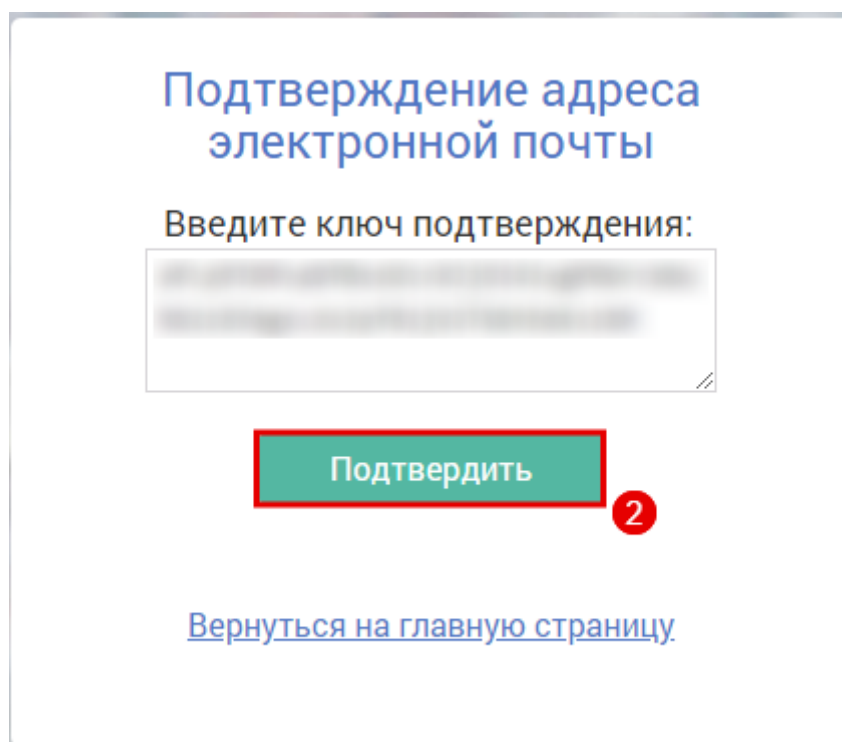 Подтверждение адреса
электронной почты
Введите ключ подтверждения:
Подтвердить
2
Вернуться на главную страницу